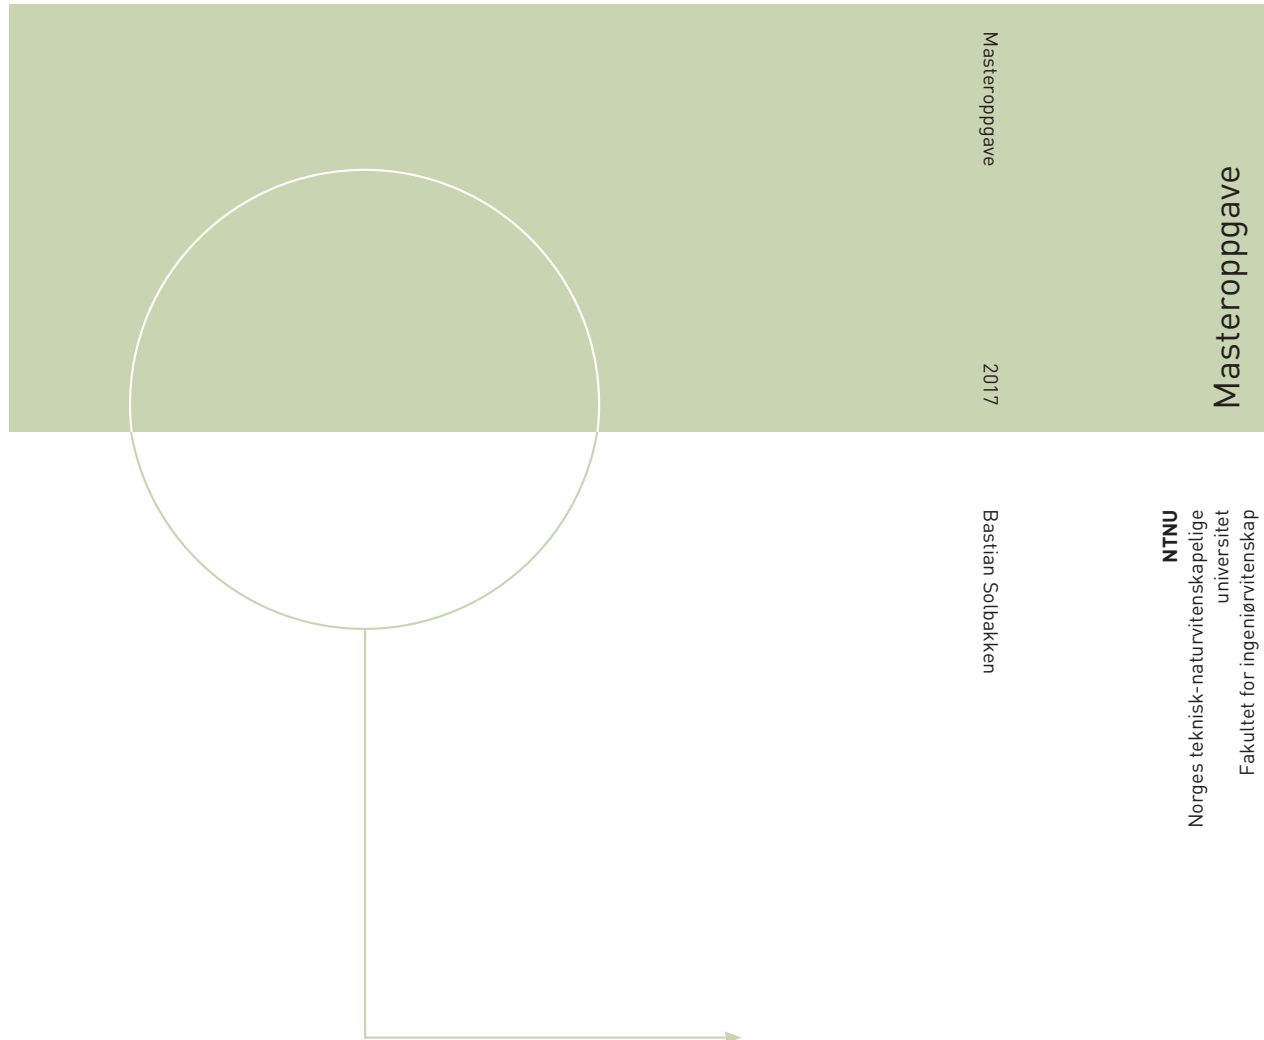 Masteroppgave
2017
Bastian Solbakken
Masteroppgave
NTNU
Norges teknisk-naturvitenskapelige
universitet
Fakultet for ingeniørvitenskap